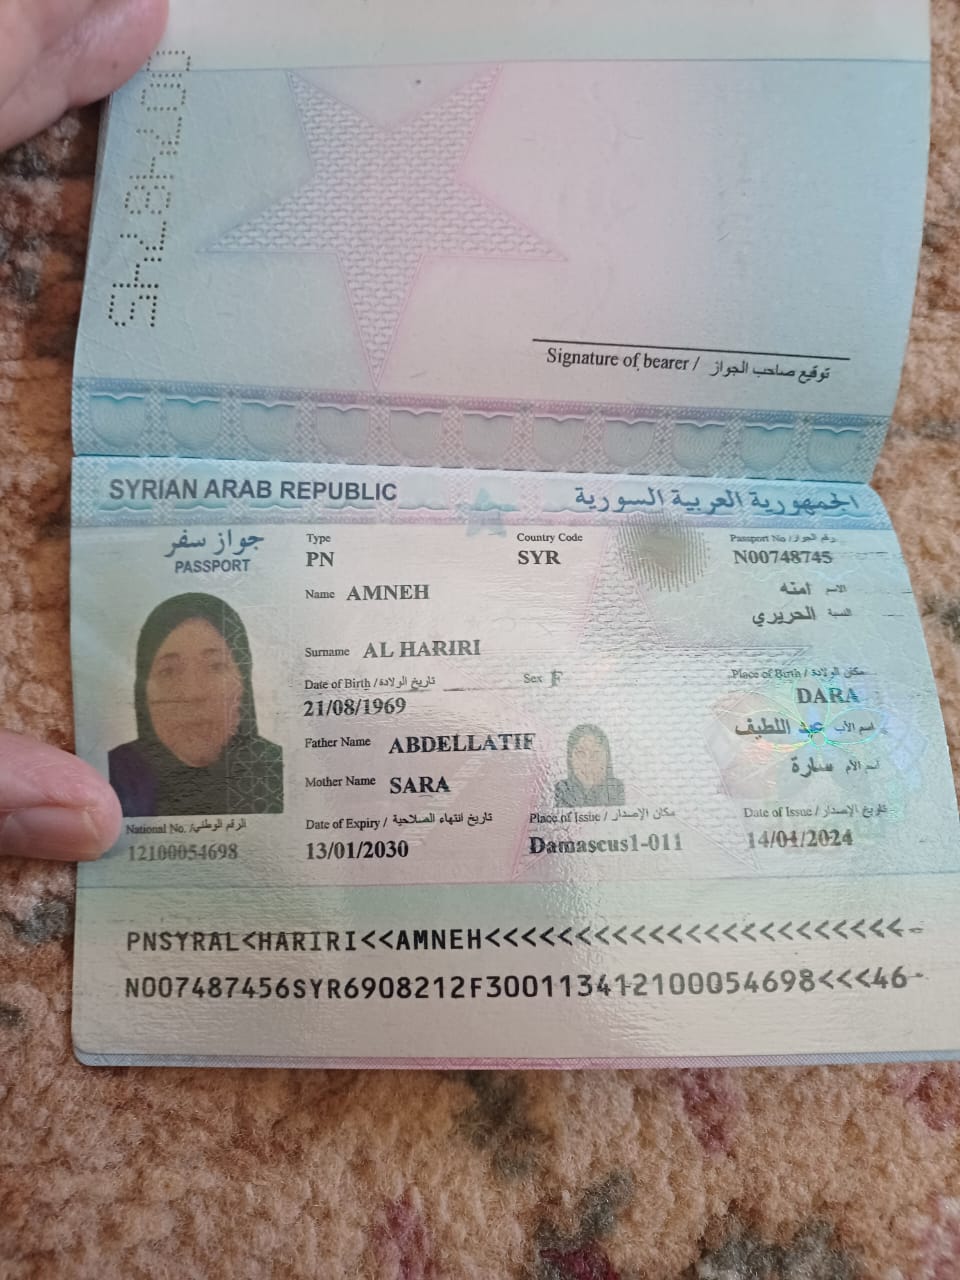 SYRIAN ARAB REPUBLIC
الجمهورية العربية السورية
جواز سفر
PASSPORT
Type
PN
Country Code
SYR
Passport No / رقم الجواز
N00748745
Name AMNEH
الاسم امنه
Surname AL HARIRI
النسبة الحريري
Date of Birth / تاريخ الولادة
21/08/1969
Sex F
Place of Birth / مكان الولادة
DARA
Father Name ABDELLATIF
اسم الأب عبد اللطيف
Mother Name SARA
اسم الأم سارة
National No. / الرقم الوطني
12100054698
Date of Expiry / تاريخ انتهاء الصلاحية
13/01/2030
Place of Issue / مكان الإصدار
Damascus1-011
Date of Issue / تاريخ الإصدار
14/01/2024
Signature of bearer / توقيع صاحب الجواز
PNSYRAL<HARIRI<<AMNEH<<<<<<<<<<<<<<<<<<<<<<<
N007487456SYR6908212F300113412100054698<<<46